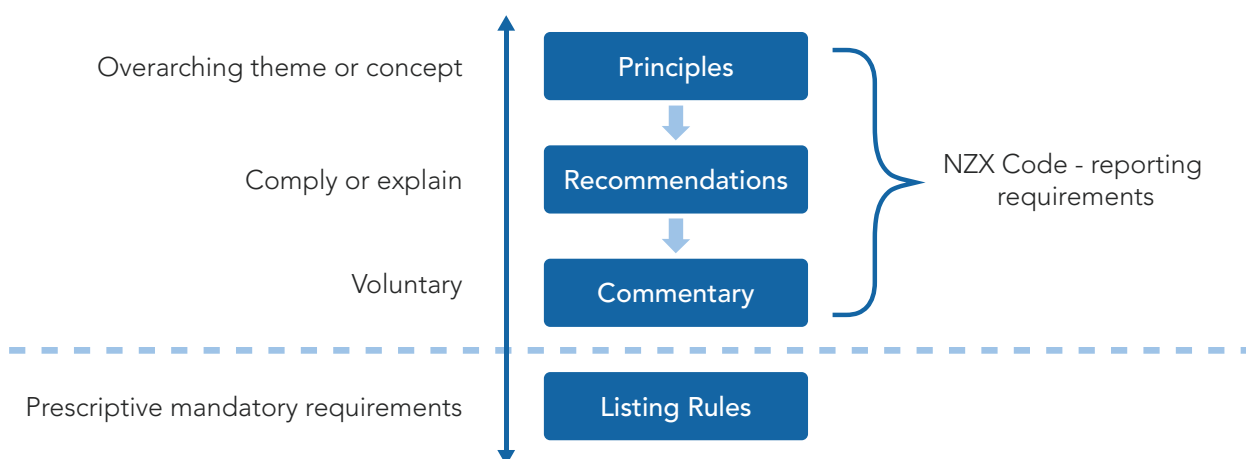 Overarching theme or concept
Principles
Comply or explain
Recommendations
NZX Code - reporting
requirements
Voluntary
Commentary
Prescriptive mandatory requirements
Listing Rules